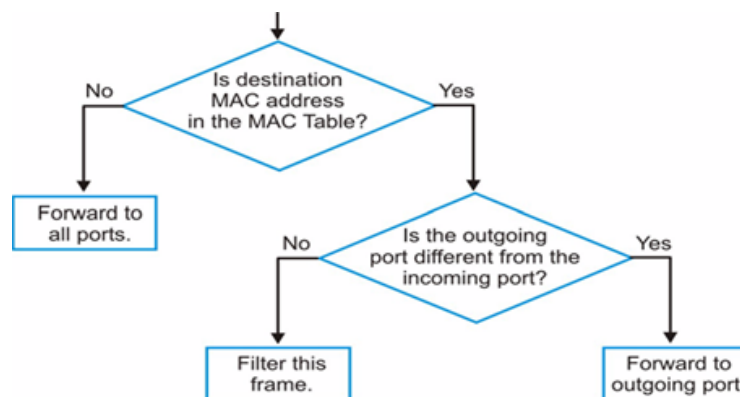 Is destination
MAC address
in the MAC Table?
No
Yes
Forward to
all ports.
Is the outgoing
port different from the
incoming port?
No
Yes
Filter this
frame.
Forward to
outgoing port